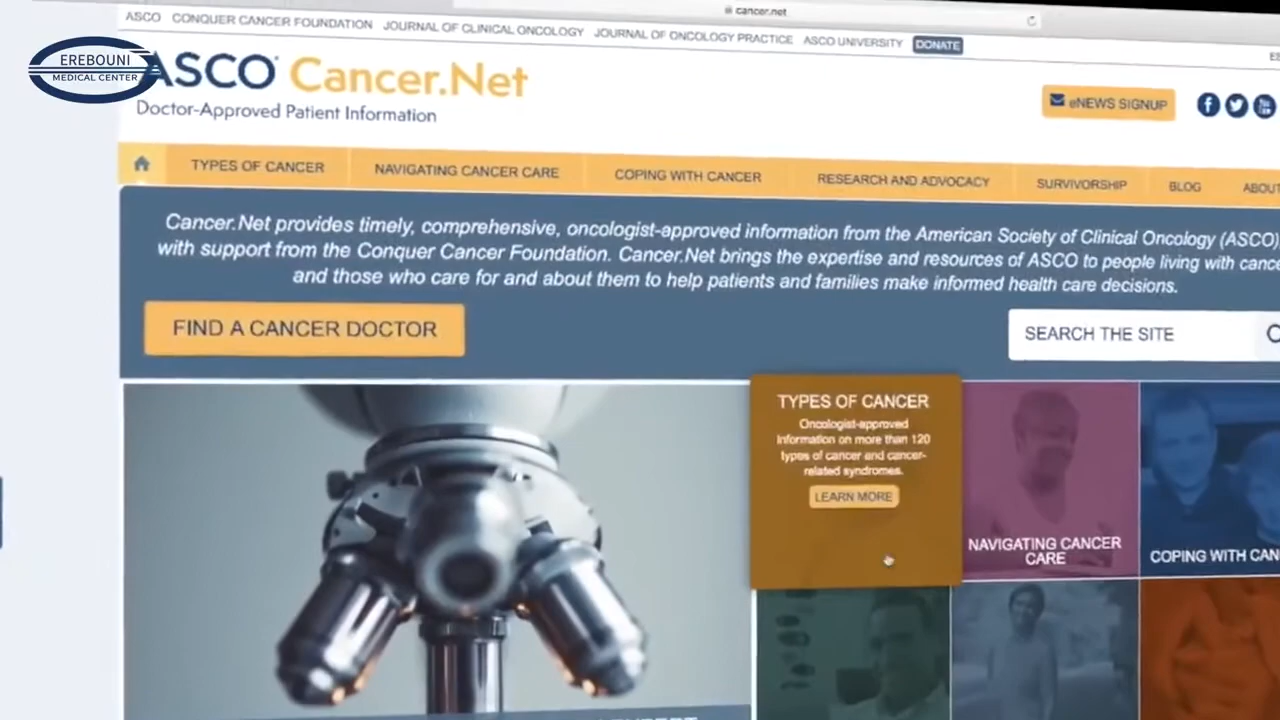 cancer.net
ASCO CONQUER CANCER FOUNDATION JOURNAL OF CLINICAL ONCOLOGY JOURNAL OF ONCOLOGY PRACTICE ASCO UNIVERSITY DONATE
EREBOUNI
MEDICAL CENTER
ASCO Cancer.Net
Doctor-Approved Patient Information
eNEWS SIGNUP
TYPES OF CANCER NAVIGATING CANCER CARE COPING WITH CANCER RESEARCH AND ADVOCACY SURVIVORSHIP BLOG ABOUT
Cancer.Net provides timely, comprehensive, oncologist-approved information from the American Society of Clinical Oncology (ASCO)
with support from the Conquer Cancer Foundation. Cancer.Net brings the expertise and resources of ASCO to people living with cance
and those who care for and about them to help patients and families make informed health care decisions.
FIND A CANCER DOCTOR
SEARCH THE SITE
TYPES OF CANCER
Oncologist-approved
information on more than 120
types of cancer and cancer-
related syndromes.
LEARN MORE
NAVIGATING CANCER
CARE
COPING WITH CAN